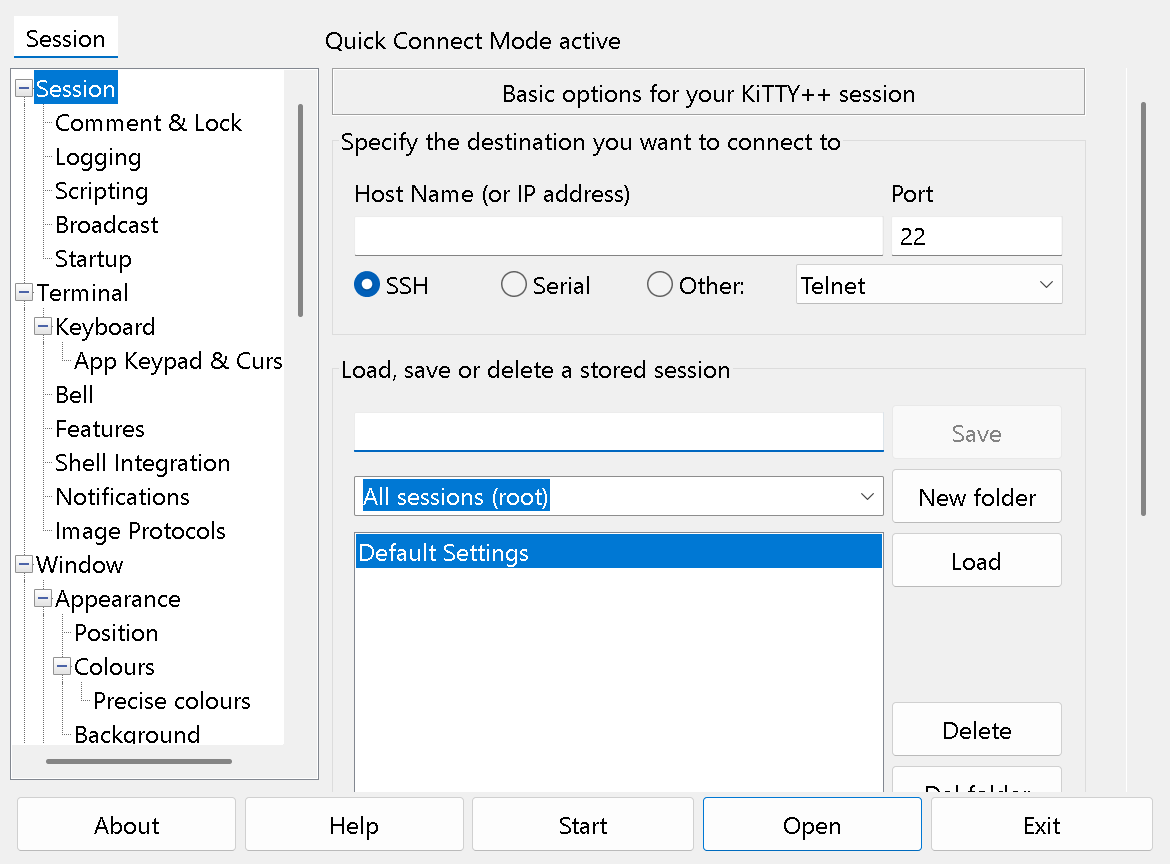 Session
Quick Connect Mode active
Session
Comment & Lock
Logging
Scripting
Broadcast
Startup
Terminal
Keyboard
App Keypad & Curs
Bell
Features
Shell Integration
Notifications
Image Protocols
Window
Appearance
Position
Colours
Precise colours
Background
Basic options for your KiTTY++ session
Specify the destination you want to connect to
Host Name (or IP address) Port
22
SSH Serial Other: Telnet
Load, save or delete a stored session
Save
All sessions (root) New folder
Default Settings
Load
Delete
Del folder
About Help Start Open Exit